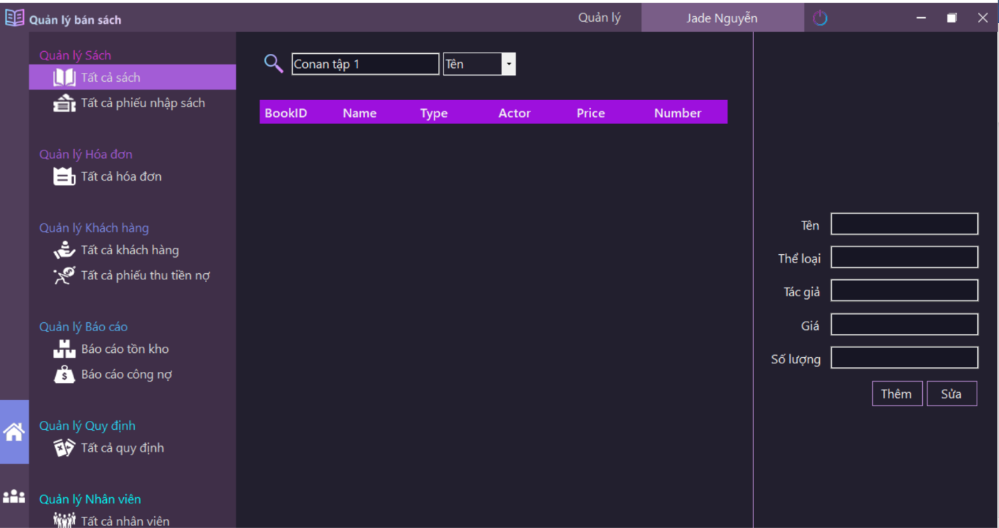 Quản lý bán sách
Quản lý
Jade Nguyễn
Quản lý Sách
Tất cả sách
Tất cả phiếu nhập sách
Quản lý Hóa đơn
Tất cả hóa đơn
Quản lý Khách hàng
Tất cả khách hàng
Tất cả phiếu thu tiền nợ
Quản lý Báo cáo
Báo cáo tồn kho
Báo cáo công nợ
Quản lý Quy định
Tất cả quy định
Quản lý Nhân viên
Tất cả nhân viên
Conan tập 1 Tên
BookID Name Type Actor Price Number
Tên
Thể loại
Tác giả
Giá
Số lượng
Thêm Sửa